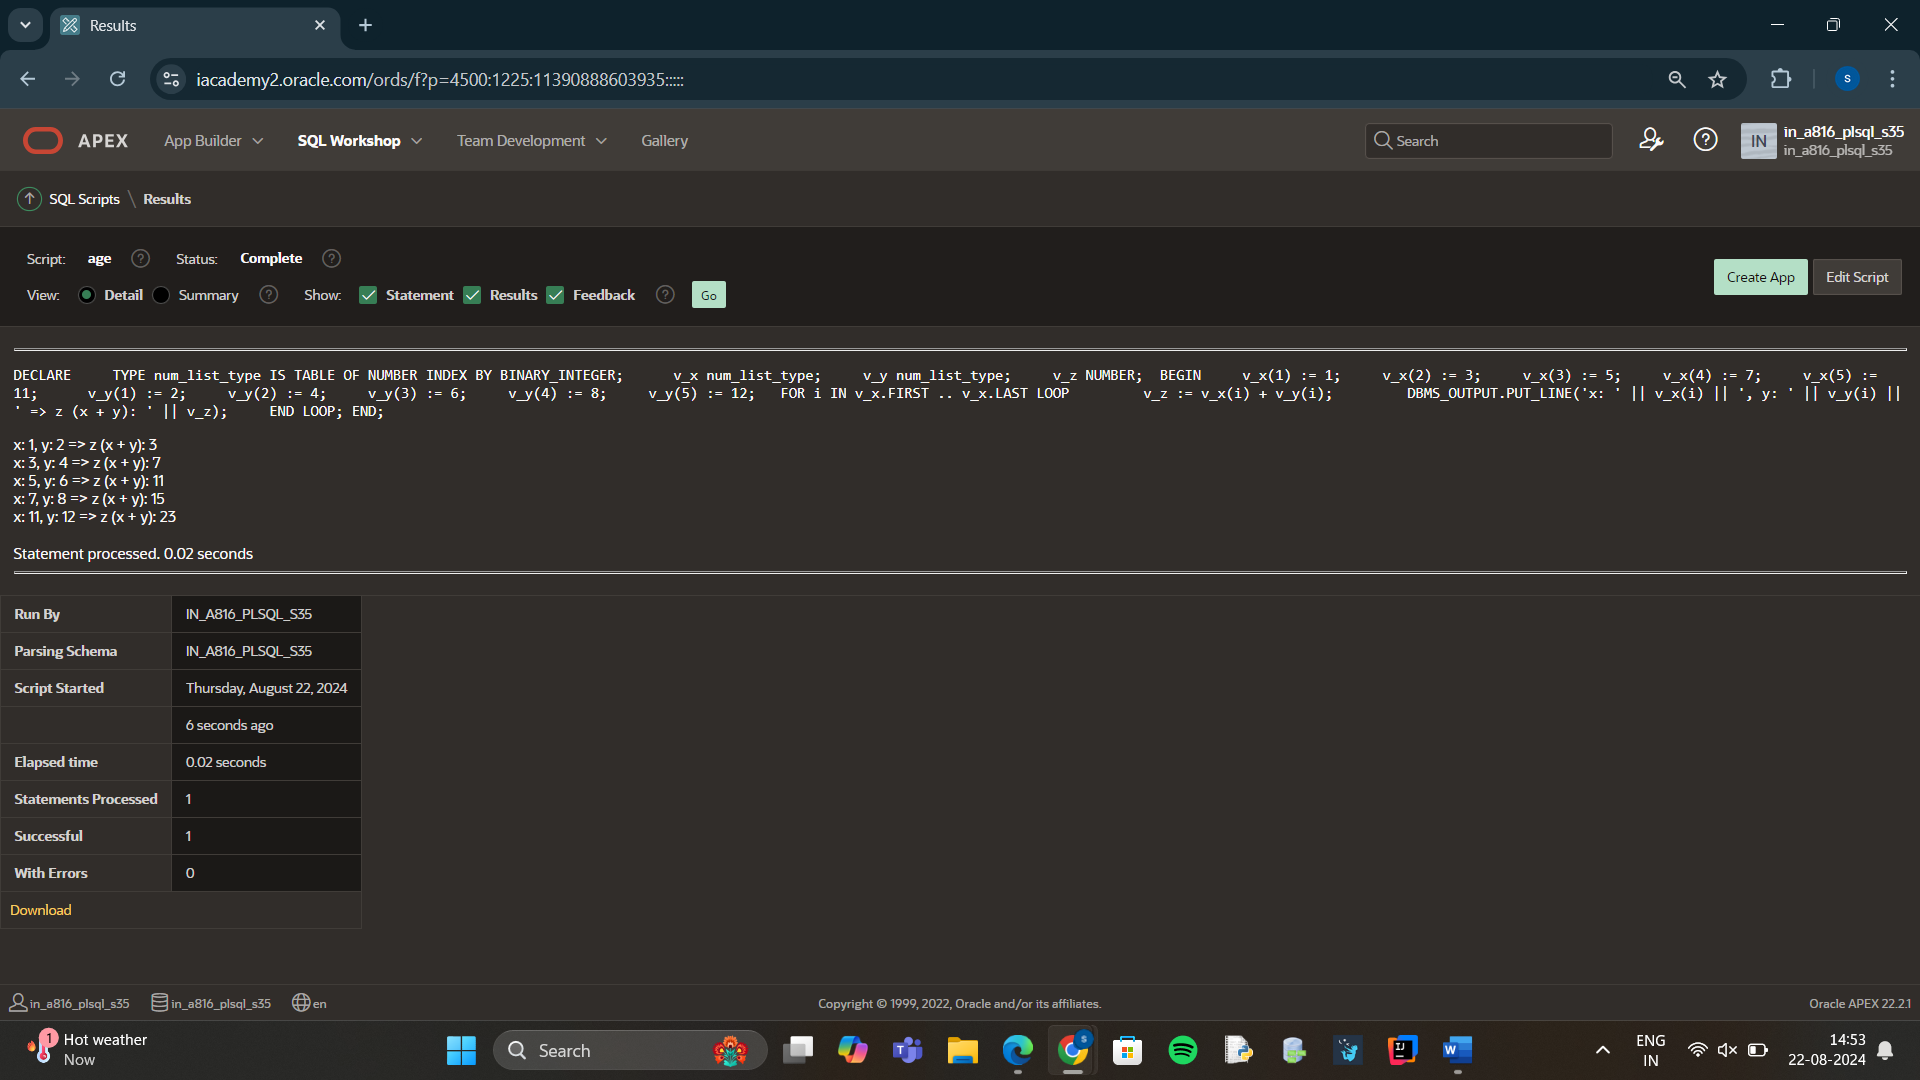 Results
iacademy2.oracle.com/ords/f?p=4500:1225:11390888603935:::::
S
APEX
App Builder
SQL Workshop
Team Development
Gallery
Search
IN
in_a816_plsql_s35
in_a816_plsql_s35
SQL Scripts \ Results
Script: age ? Status: Complete ?
View: Detail Summary ? Show: Statement Results Feedback ? Go
Create App
Edit Script
DECLARE TYPE num_list_type IS TABLE OF NUMBER INDEX BY BINARY_INTEGER; v_x num_list_type; v_y num_list_type; v_z NUMBER; BEGIN v_x(1) := 1; v_x(2) := 3; v_x(3) := 5; v_x(4) := 7; v_x(5) :=
11; v_y(1) := 2; v_y(2) := 4; v_y(3) := 6; v_y(4) := 8; v_y(5) := 12; FOR i IN v_x.FIRST .. v_x.LAST LOOP v_z := v_x(i) + v_y(i); DBMS_OUTPUT.PUT_LINE('x: ' || v_x(i) || ', y: ' || v_y(i) ||
' => z (x + y): ' || v_z); END LOOP; END;
x: 1, y: 2 => z (x + y): 3
x: 3, y: 4 => z (x + y): 7
x: 5, y: 6 => z (x + y): 11
x: 7, y: 8 => z (x + y): 15
x: 11, y: 12 => z (x + y): 23
Statement processed. 0.02 seconds
Run By IN_A816_PLSQL_S35
Parsing Schema IN_A816_PLSQL_S35
Script Started Thursday, August 22, 2024
6 seconds ago
Elapsed time 0.02 seconds
Statements Processed 1
Successful 1
With Errors 0
Download
in_a816_plsql_s35 in_a816_plsql_s35 en
Copyright © 1999, 2022, Oracle and/or its affiliates.
Oracle APEX 22.2.1
1
Hot weather
Now
Search
ENG
IN
14:53
22-08-2024